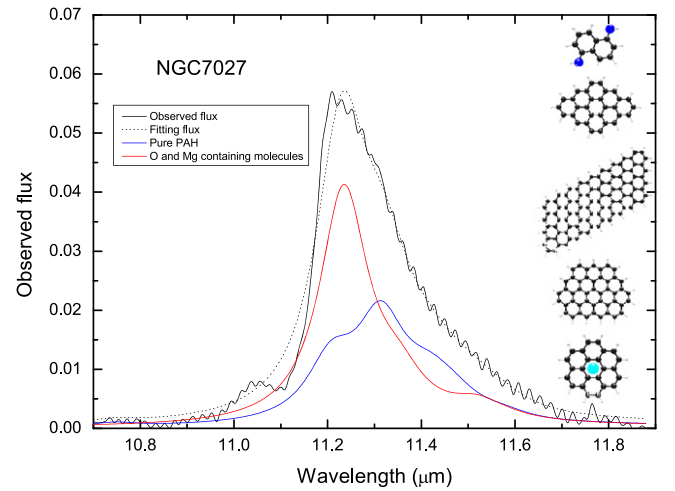 0.07
0.06
0.05
0.04
0.03
0.02
0.01
0.00
Observed flux
NGC7027
Observed flux
Fitting flux
Pure PAH
O and Mg containing molecules
10.8 11.0 11.2 11.4 11.6 11.8
Wavelength (μm)